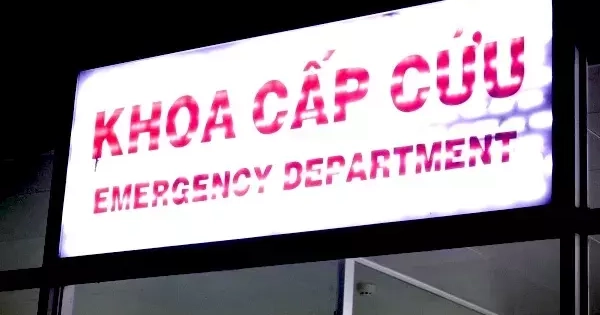 KHOA CẤP CỨU
EMERGENCY DEPARTMENT